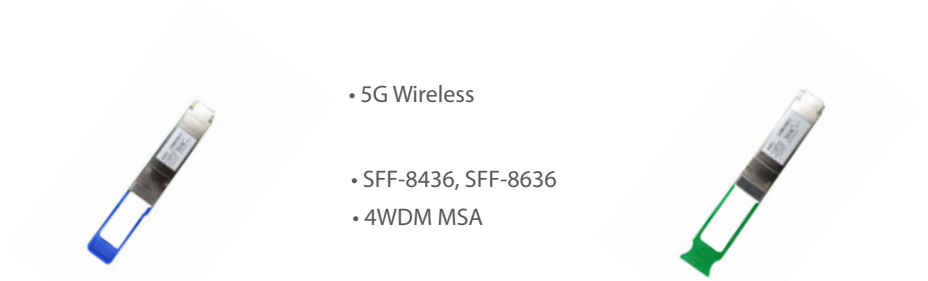 • 5G Wireless
• SFF-8436, SFF-8636
• 4WDM MSA